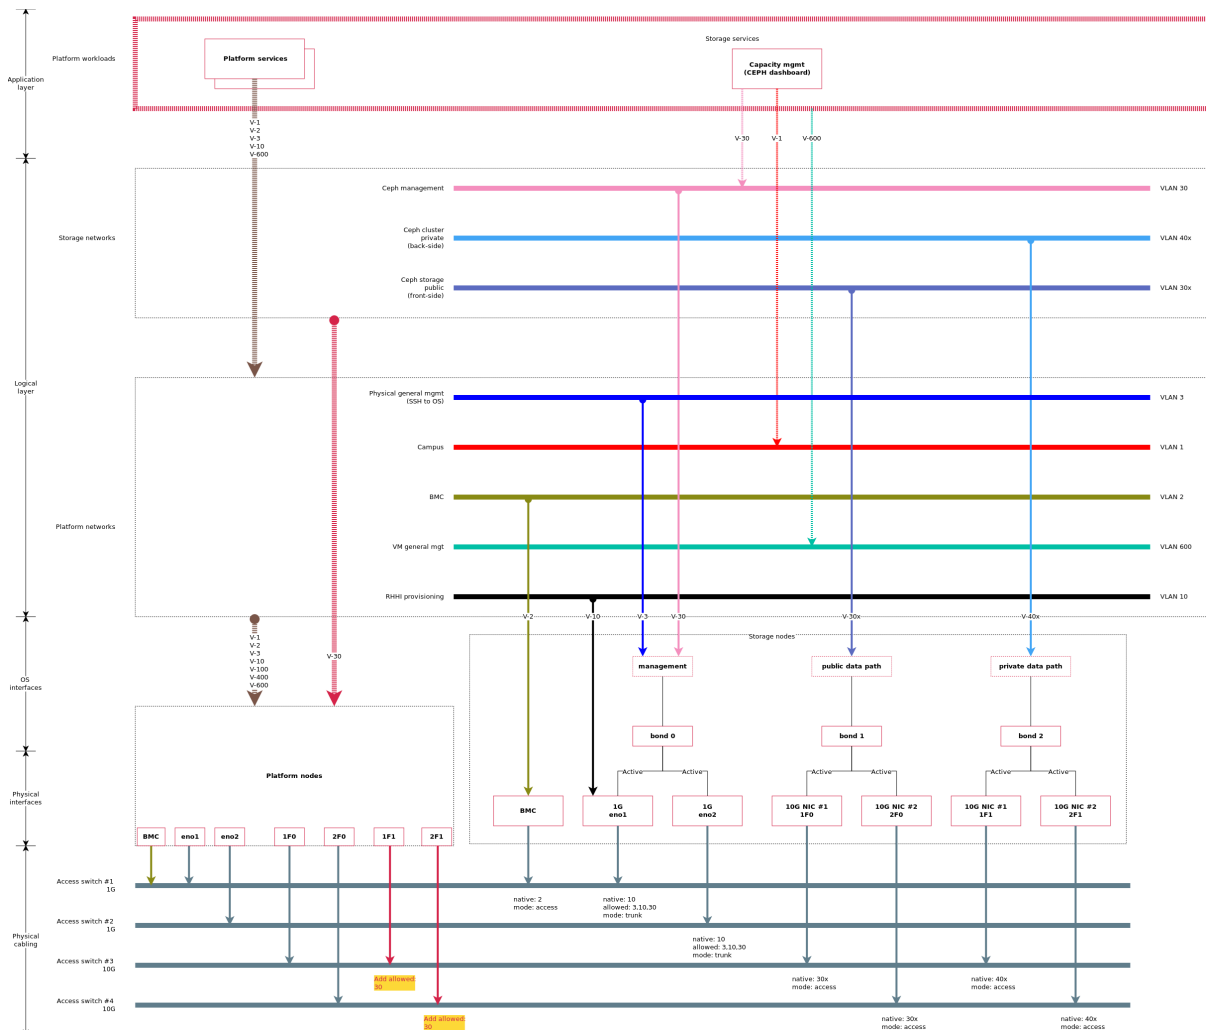 Storage services
Platform workloads
Platform services
Capacity mgmt
(CEPH dashboard)
Application
layer
V-1
V-2
V-3
V-10
V-600
V-30
V-1
V-600
Ceph management
VLAN 30
Storage networks
Ceph cluster
private
(back-side)
VLAN 40x
Ceph storage
public
(front-side)
VLAN 30x
Logical
layer
Physical general mgmt
(SSH to OS)
VLAN 3
Campus
VLAN 1
BMC
VLAN 2
Platform networks
VM general mgt
VLAN 600
RHHI provisioning
VLAN 10
V-2
V-10
V-3
V-30
V-30x
V-40x
Storage nodes
V-1
V-2
V-3
V-10
V-100
V-400
V-600
V-30
OS
interfaces
management
public data path
private data path
bond 0
bond 1
bond 2
Active
Active
Active
Active
Active
Active
Platform nodes
Physical
interfaces
BMC
1G
eno1
1G
eno2
10G NIC #1
1F0
10G NIC #2
2F0
10G NIC #1
1F1
10G NIC #2
2F1
BMC
eno1
eno2
1F0
2F0
1F1
2F1
Access switch #1
1G
native: 2
mode: access
native: 10
allowed: 3,10,30
mode: trunk
Access switch #2
1G
native: 10
allowed: 3,10,30
mode: trunk
Physical
cabling
Access switch #3
10G
Add allowed:
30
native: 30x
mode: access
native: 40x
mode: access
Access switch #4
10G
Add allowed:
30
native: 30x
mode: access
native: 40x
mode: access